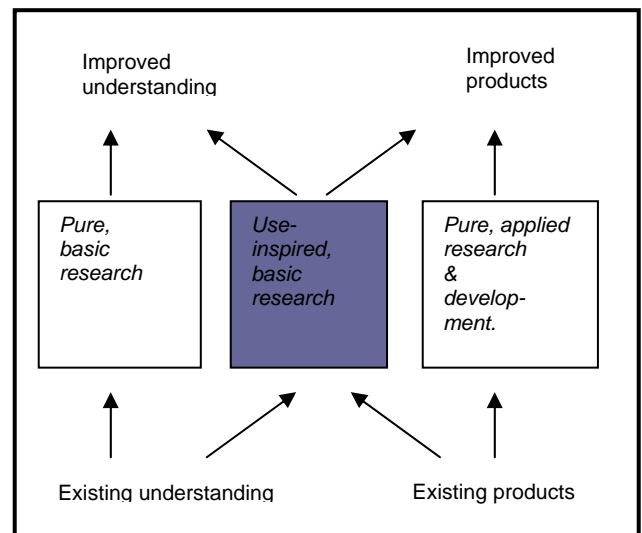 Improved
understanding
Improved
products
Pure,
basic
research
Use-
inspired,
basic
research
Pure, applied
research
&
develop-
ment.
Existing understanding
Existing products